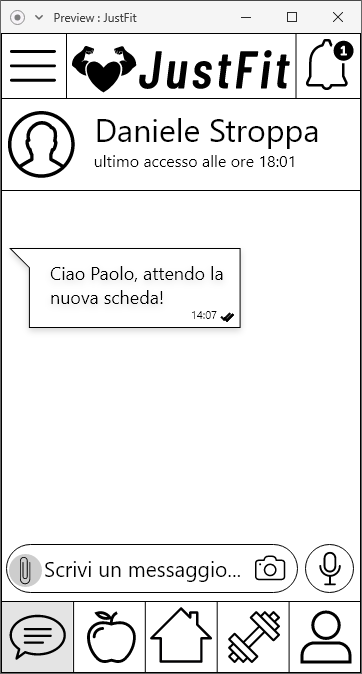 Preview : JustFit
JustFit
1
Daniele Stroppa
ultimo accesso alle ore 18:01
Ciao Paolo, attendo la
nuova scheda!
14:07
Scrivi un messaggio...